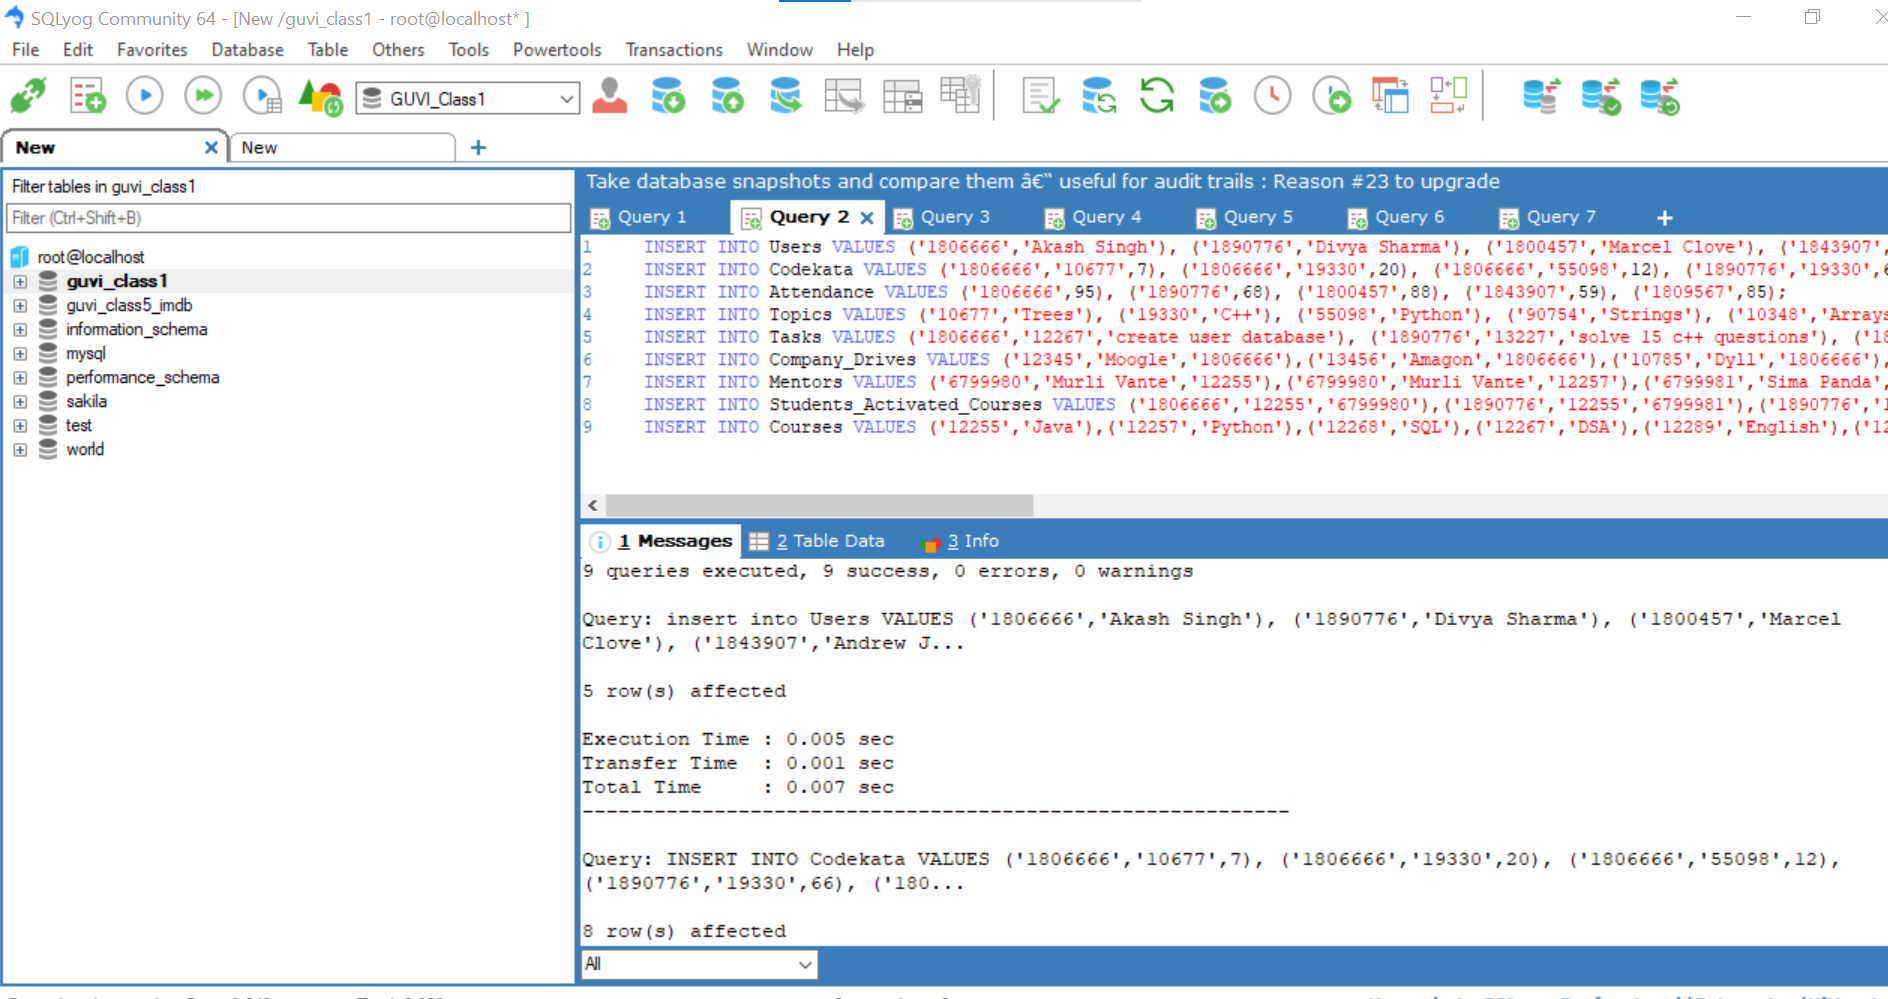 SQLyog Community 64 - [New /guvi_class1 - root@localhost* ]
File Edit Favorites Database Table Others Tools Powertools Transactions Window Help
GUVI_Class1
New New
Filter tables in guvi_class1
Filter (Ctrl+Shift+B)
root@localhost
guvi_class1
guvi_class5_imdb
information_schema
mysql
performance_schema
sakila
test
world
Take database snapshots and compare them â€“ useful for audit trails : Reason #23 to upgrade
Query 1 Query 2 Query 3 Query 4 Query 5 Query 6 Query 7
1 INSERT INTO Users VALUES ('1806666','Akash Singh'), ('1890776','Divya Sharma'), ('1800457','Marcel Clove'), ('1843907',
2 INSERT INTO Codekata VALUES ('1806666','10677',7), ('1806666','19330',20), ('1806666','55098',12), ('1890776','19330',6
3 INSERT INTO Attendance VALUES ('1806666',95), ('1890776',68), ('1800457',88), ('1843907',59), ('1809567',85);
4 INSERT INTO Topics VALUES ('10677','Trees'), ('19330','C++'), ('55098','Python'), ('90754','Strings'), ('10348','Arrays
5 INSERT INTO Tasks VALUES ('1806666','12267','create user database'), ('1890776','13227','solve 15 c++ questions'), ('18
6 INSERT INTO Company_Drives VALUES ('12345','Moogle','1806666'),('13456','Amagon','1806666'),('10785','Dyll','1806666'),
7 INSERT INTO Mentors VALUES ('6799980','Murli Vante','12255'),('6799980','Murli Vante','12257'),('6799981','Sima Panda',
8 INSERT INTO Students_Activated_Courses VALUES ('1806666','12255','6799980'),('1890776','12255','6799981'),('1890776','1
9 INSERT INTO Courses VALUES ('12255','Java'),('12257','Python'),('12268','SQL'),('12267','DSA'),('12289','English'),('12
1 Messages 2 Table Data 3 Info
9 queries executed, 9 success, 0 errors, 0 warnings
Query: insert into Users VALUES ('1806666','Akash Singh'), ('1890776','Divya Sharma'), ('1800457','Marcel
Clove'), ('1843907','Andrew J...
5 row(s) affected
Execution Time : 0.005 sec
Transfer Time : 0.001 sec
Total Time : 0.007 sec
-----------------------------------------------------------
Query: INSERT INTO Codekata VALUES ('1806666','10677',7), ('1806666','19330',20), ('1806666','55098',12),
('1890776','19330',66), ('180...
8 row(s) affected
All